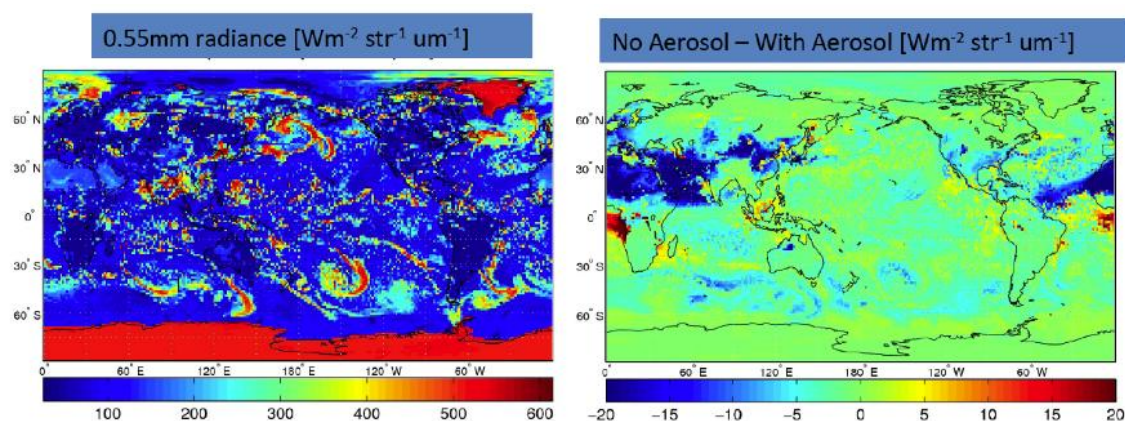 0.55mm radiance [Wm⁻² str⁻¹ um⁻¹]
No Aerosol – With Aerosol [Wm⁻² str⁻¹ um⁻¹]
60° N
30° N
0°
30° S
60° S
0° 60° E 120° E 180° W 120° W 60° W
100 200 300 400 500 600
60° N
30° N
0°
30° S
60° S
0° 60° E 120° E 180° W 120° W 60° W
−20 −15 −10 −5 0 5 10 15 20